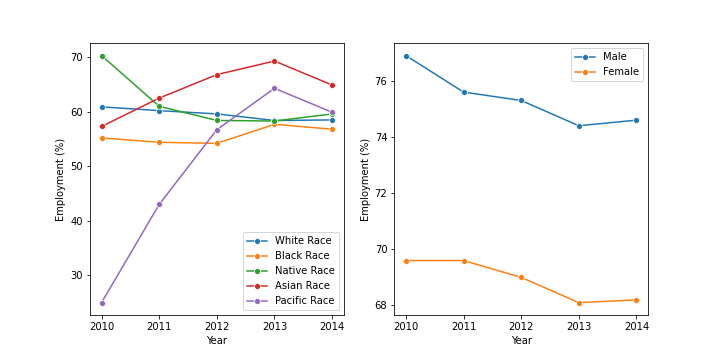 70
60
50
40
30
Employment (%)
2010 2011 2012 2013 2014
Year
White Race
Black Race
Native Race
Asian Race
Pacific Race
76
74
72
70
68
Employment (%)
2010 2011 2012 2013 2014
Year
Male
Female